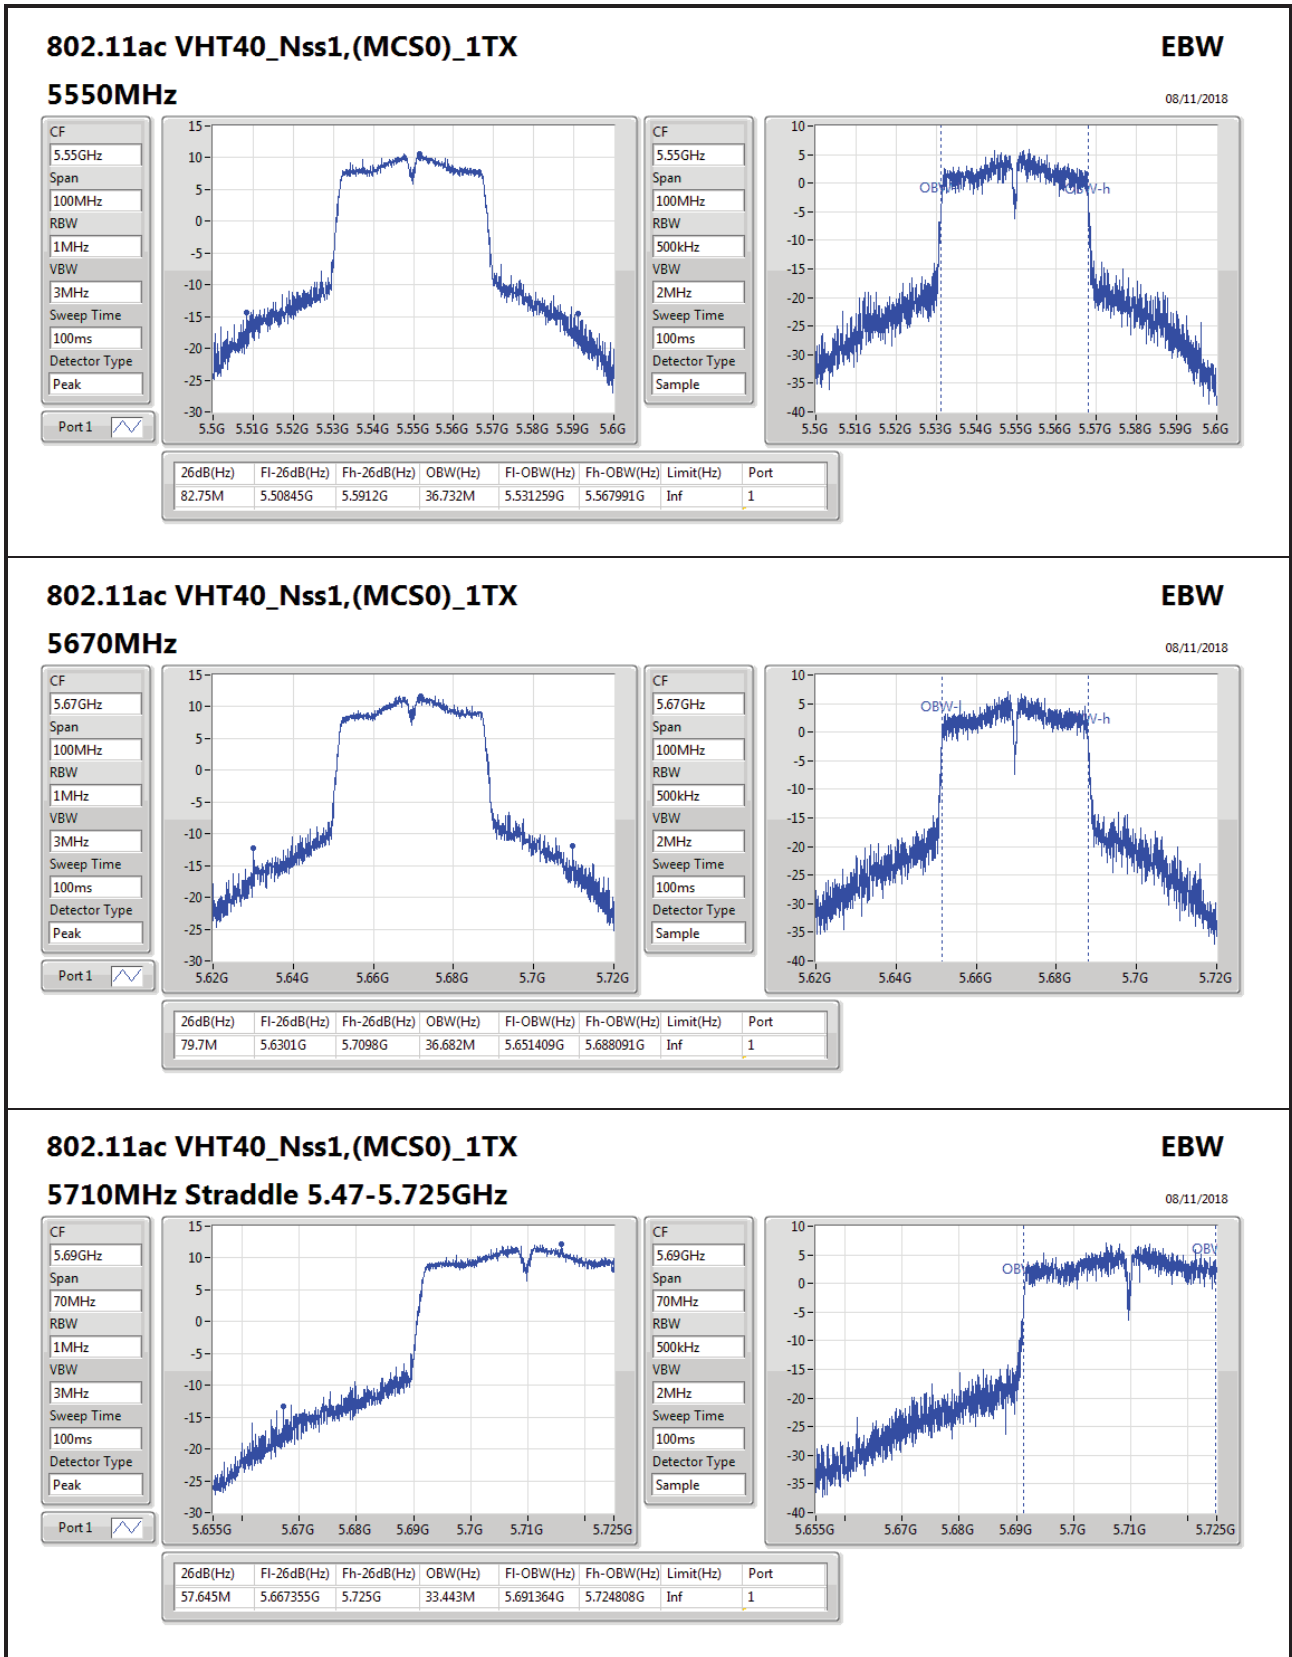 802.11ac VHT40_Nss1,(MCS0)_1TX EBW
5550MHz 08/11/2018
CF
5.55GHz
Span
100MHz
RBW
1MHz
VBW
3MHz
Sweep Time
100ms
Detector Type
Peak
Port 1
15
10
5
0
-5
-10
-15
-20
-25
-30
5.5G 5.51G 5.52G 5.53G 5.54G 5.55G 5.56G 5.57G 5.58G 5.59G 5.6G
CF
5.55GHz
Span
100MHz
RBW
500kHz
VBW
2MHz
Sweep Time
100ms
Detector Type
Sample
10
5
0
-5
-10
-15
-20
-25
-30
-35
-40
5.5G 5.51G 5.52G 5.53G 5.54G 5.55G 5.56G 5.57G 5.58G 5.59G 5.6G
26dB(Hz) Fl-26dB(Hz) Fh-26dB(Hz) OBW(Hz) Fl-OBW(Hz) Fh-OBW(Hz) Limit(Hz) Port
82.75M 5.50845G 5.5912G 36.732M 5.531259G 5.567991G Inf 1
802.11ac VHT40_Nss1,(MCS0)_1TX EBW
5670MHz 08/11/2018
CF
5.67GHz
Span
100MHz
RBW
1MHz
VBW
3MHz
Sweep Time
100ms
Detector Type
Peak
Port 1
15
10
5
0
-5
-10
-15
-20
-25
-30
5.62G 5.64G 5.66G 5.68G 5.7G 5.72G
CF
5.67GHz
Span
100MHz
RBW
500kHz
VBW
2MHz
Sweep Time
100ms
Detector Type
Sample
10
5
0
-5
-10
-15
-20
-25
-30
-35
-40
OBW-l
5.62G 5.64G 5.66G 5.68G 5.7G 5.72G
26dB(Hz) Fl-26dB(Hz) Fh-26dB(Hz) OBW(Hz) Fl-OBW(Hz) Fh-OBW(Hz) Limit(Hz) Port
79.7M 5.6301G 5.7098G 36.682M 5.651409G 5.688091G Inf 1
802.11ac VHT40_Nss1,(MCS0)_1TX EBW
5710MHz Straddle 5.47-5.725GHz 08/11/2018
CF
5.69GHz
Span
70MHz
RBW
1MHz
VBW
3MHz
Sweep Time
100ms
Detector Type
Peak
Port 1
15
10
5
0
-5
-10
-15
-20
-25
-30
5.655G 5.67G 5.68G 5.69G 5.7G 5.71G 5.725G
CF
5.69GHz
Span
70MHz
RBW
500kHz
VBW
2MHz
Sweep Time
100ms
Detector Type
Sample
10
5
0
-5
-10
-15
-20
-25
-30
-35
-40
5.655G 5.67G 5.68G 5.69G 5.7G 5.71G 5.725G
26dB(Hz) Fl-26dB(Hz) Fh-26dB(Hz) OBW(Hz) Fl-OBW(Hz) Fh-OBW(Hz) Limit(Hz) Port
57.645M 5.667355G 5.725G 33.443M 5.691364G 5.724808G Inf 1